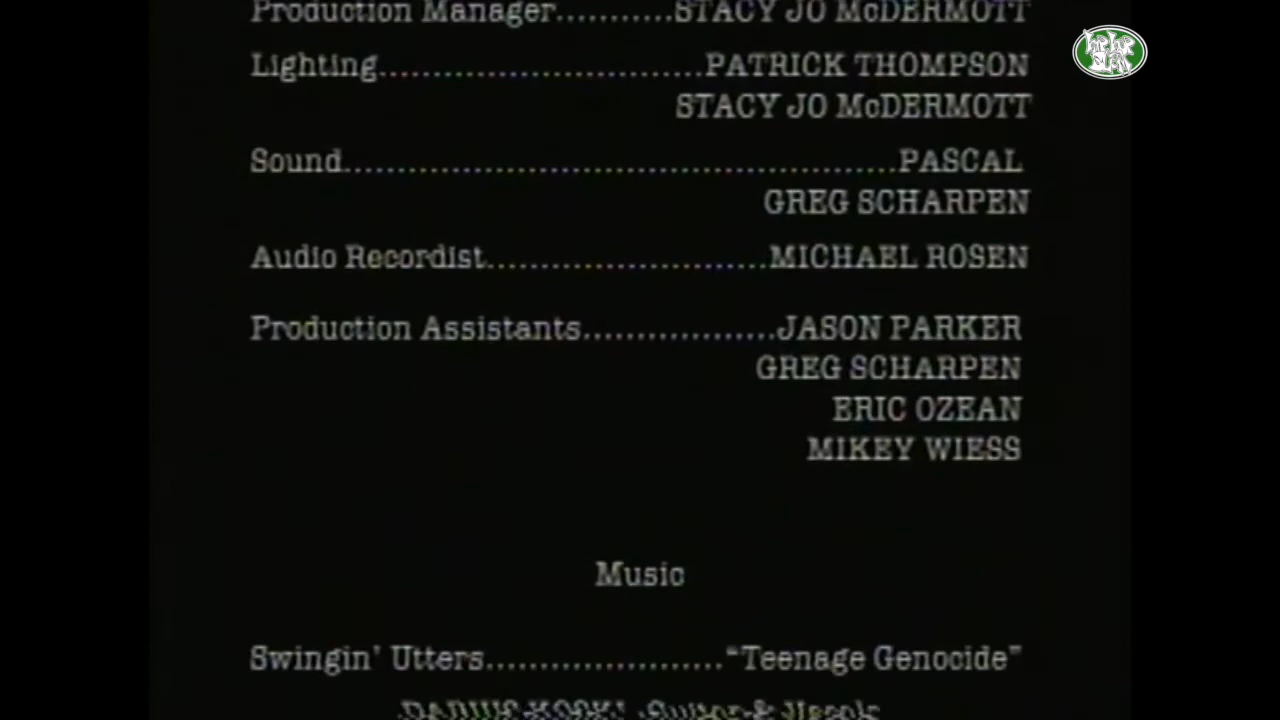 Production Manager...........STACY JO McDERMOTT
Lighting..............................PATRICK THOMPSON
STACY JO McDERMOTT
Sound...................................................PASCAL
GREG SCHARPEN
Audio Recordist..........................MICHAEL ROSEN
Production Assistants..................JASON PARKER
GREG SCHARPEN
ERIC OZEAN
MIKEY WIESS
Music
Swingin' Utters......................"Teenage Genocide"